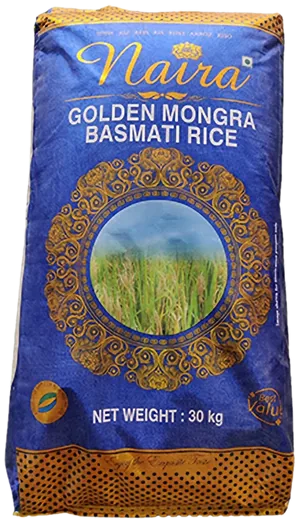 Naira
GOLDEN MONGRA
BASMATI RICE
NET WEIGHT : 30 kg
Best
Value